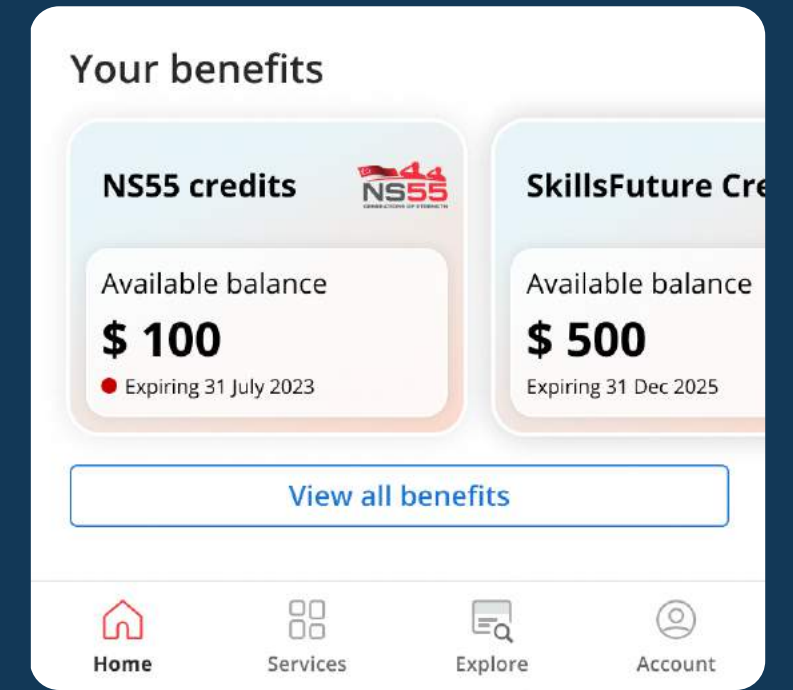 Your benefits
NS55 credits
NS55
Available balance
$ 100
Expiring 31 July 2023
SkillsFuture Cre
Available balance
$ 500
Expiring 31 Dec 2025
View all benefits
Home
Services
Explore
Account